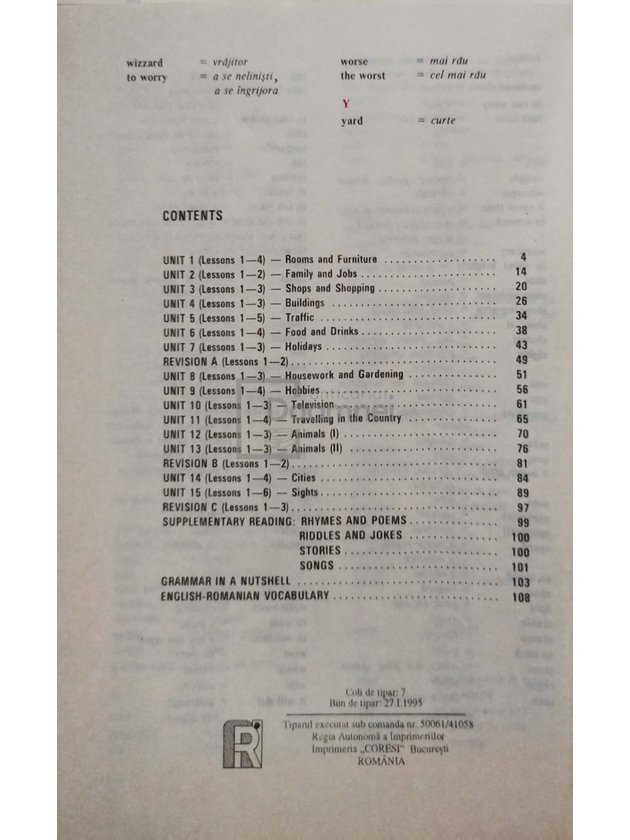 wizzard = vrăjitor
to worry = a se neliniști,
a se îngrijora
worse = mai rău
the worst = cel mai rău
Y
yard = curte
CONTENTS
UNIT 1 (Lessons 1—4) — Rooms and Furniture .................... 4
UNIT 2 (Lessons 1—2) — Family and Jobs .................... 14
UNIT 3 (Lessons 1—3) — Shops and Shopping .................... 20
UNIT 4 (Lessons 1—3) — Buildings .................... 26
UNIT 5 (Lessons 1—5) — Traffic .................... 34
UNIT 6 (Lessons 1—4) — Food and Drinks .................... 38
UNIT 7 (Lessons 1—3) — Holidays .................... 43
REVISION A (Lessons 1—2) .................... 49
UNIT 8 (Lessons 1—3) — Housework and Gardening .................... 51
UNIT 9 (Lessons 1—4) — Hobbies .................... 56
UNIT 10 (Lessons 1—3) — Television .................... 61
UNIT 11 (Lessons 1—4) — Travelling in the Country .................... 65
UNIT 12 (Lessons 1—3) — Animals (I) .................... 70
UNIT 13 (Lessons 1—3) — Animals (II) .................... 76
REVISION B (Lessons 1—2) .................... 81
UNIT 14 (Lessons 1—4) — Cities .................... 84
UNIT 15 (Lessons 1—6) — Sights .................... 89
REVISION C (Lessons 1—3) .................... 97
SUPPLEMENTARY READING: RHYMES AND POEMS .................... 99
RIDDLES AND JOKES .................... 100
STORIES .................... 100
SONGS .................... 101
GRAMMAR IN A NUTSHELL .................... 103
ENGLISH-ROMANIAN VOCABULARY .................... 108
Coli de tipar: 7
Bun de tipar: 27.I.1995
Tiparul executat sub comanda nr. 50061/41058
Regia Autonomă a Imprimeriilor
Imprimeria „CORESI" București
ROMÂNIA